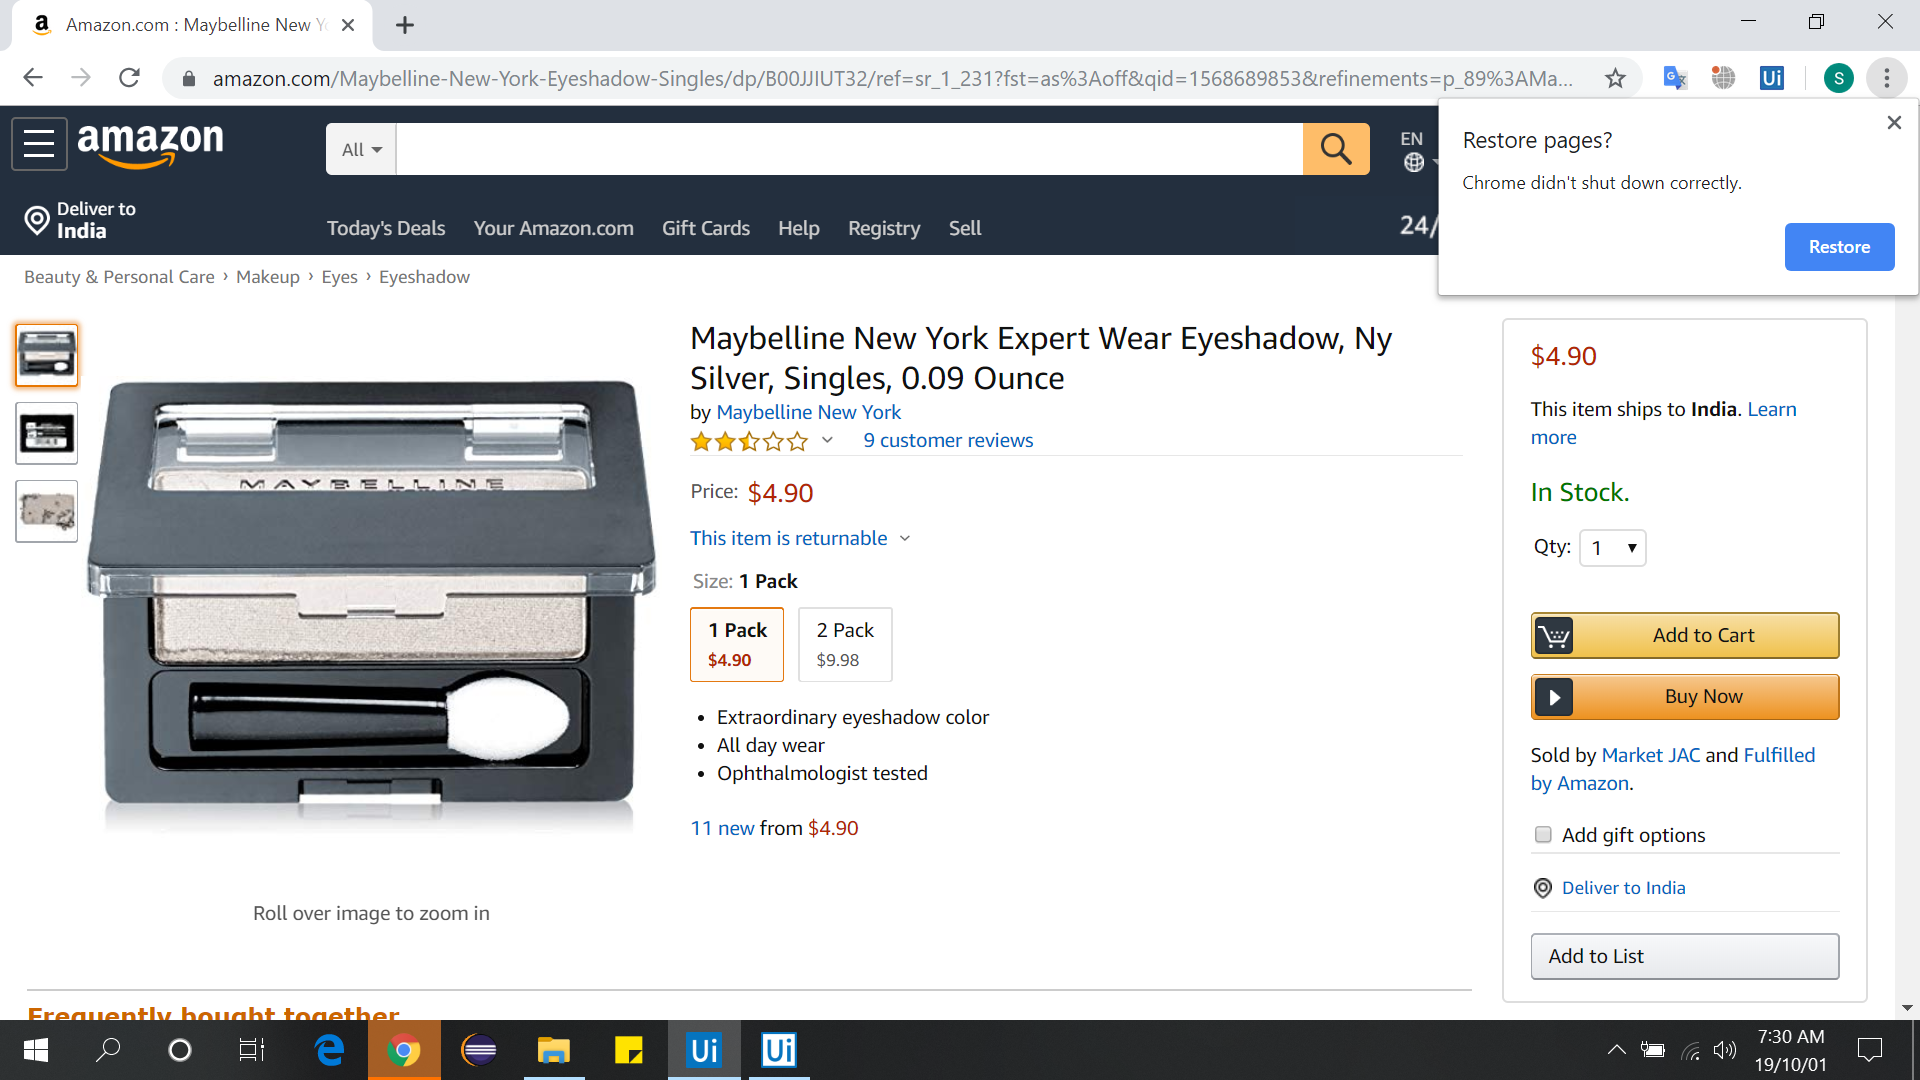 Amazon.com : Maybelline New Y
amazon.com/Maybelline-New-York-Eyeshadow-Singles/dp/B00JJIUT32/ref=sr_1_231?fst=as%3Aoff&qid=1568689853&refinements=p_89%3AMa...
Ui
S
Restore pages?
Chrome didn't shut down correctly.
Restore
amazon
All
EN
Deliver to
India
Today's Deals
Your Amazon.com
Gift Cards
Help
Registry
Sell
24/
Beauty & Personal Care › Makeup › Eyes › Eyeshadow
MAYBELLINE
Maybelline New York Expert Wear Eyeshadow, Ny
Silver, Singles, 0.09 Ounce
by Maybelline New York
9 customer reviews
Price: $4.90
This item is returnable
Size: 1 Pack
1 Pack
$4.90
2 Pack
$9.98
• Extraordinary eyeshadow color
• All day wear
• Ophthalmologist tested
11 new from $4.90
Roll over image to zoom in
$4.90
This item ships to India. Learn
more
In Stock.
Qty: 1
Add to Cart
Buy Now
Sold by Market JAC and Fulfilled
by Amazon.
Add gift options
Deliver to India
Add to List
Frequently bought together
Ui
Ui
7:30 AM
19/10/01